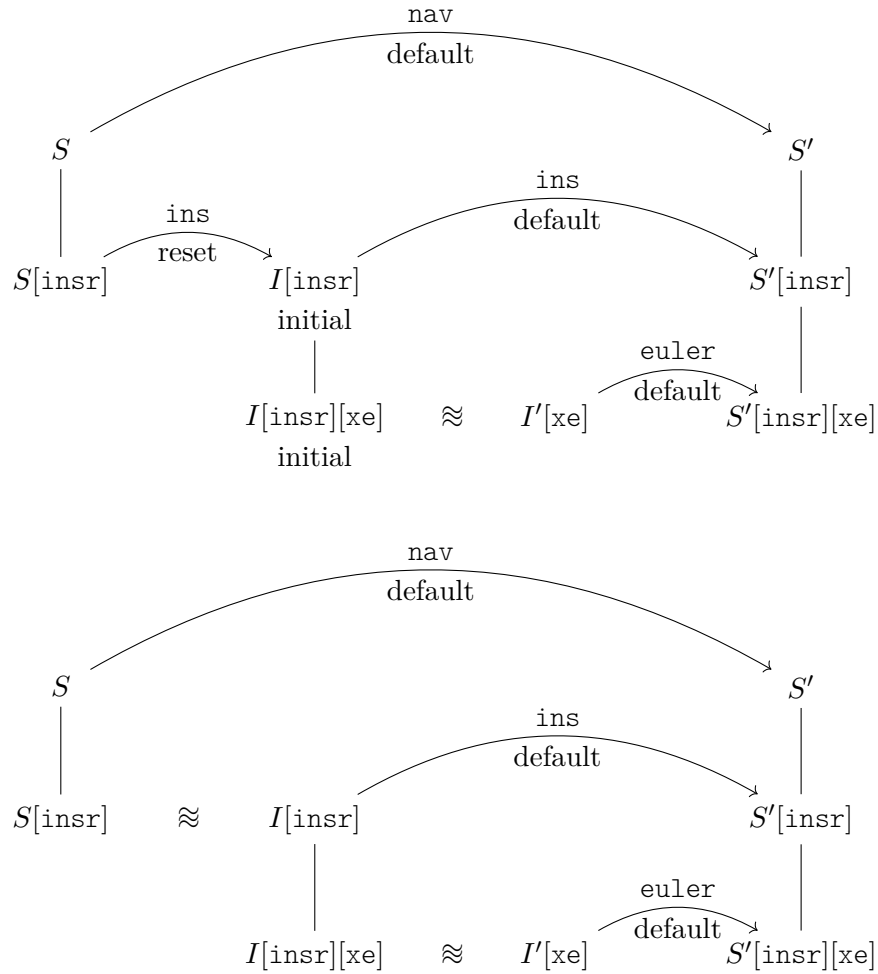 nav
default
S S′
ins ins
reset default
S[insr] I[insr] S′[insr]
initial
euler
default
I[insr][xe] ≋ I′[xe] S′[insr][xe]
initial
nav
default
S S′
ins
default
S[insr] ≋ I[insr] S′[insr]
euler
default
I[insr][xe] ≋ I′[xe] S′[insr][xe]